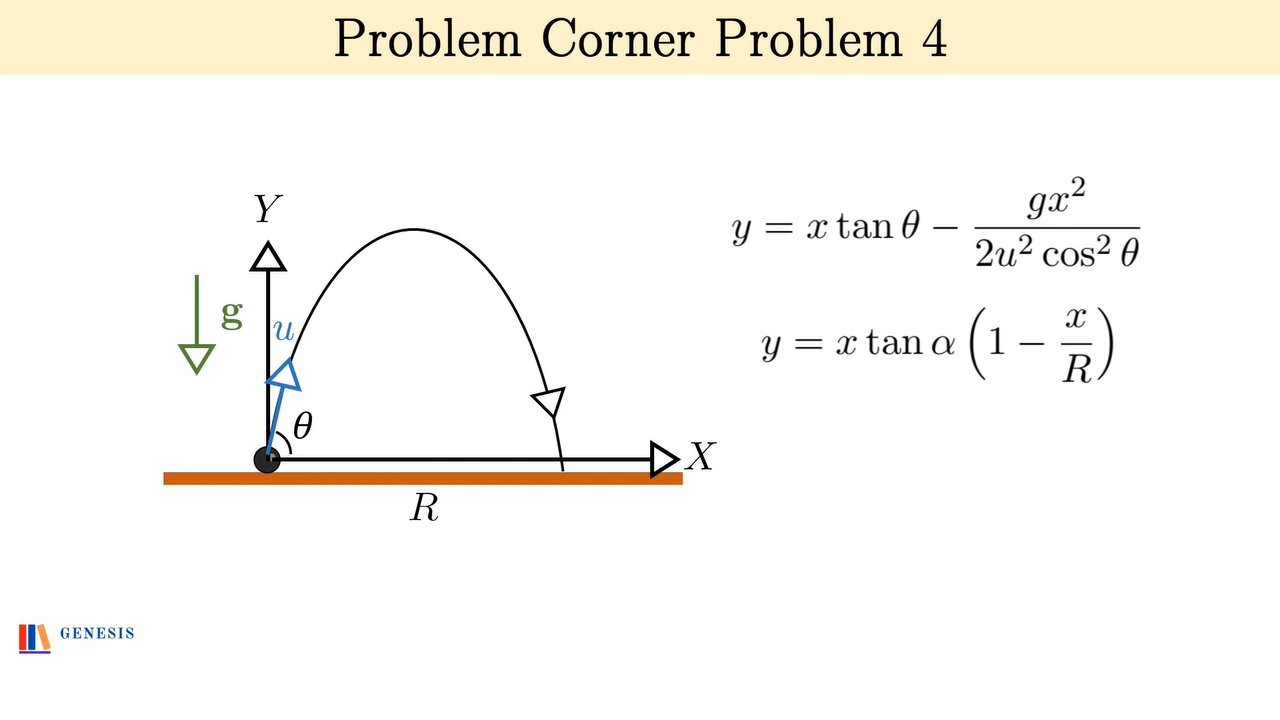 Problem Corner Problem 4
Y
g
u
θ
X
R
y = x tan θ − gx² / 2u² cos² θ
y = x tan α (1 − x/R)
GENESIS